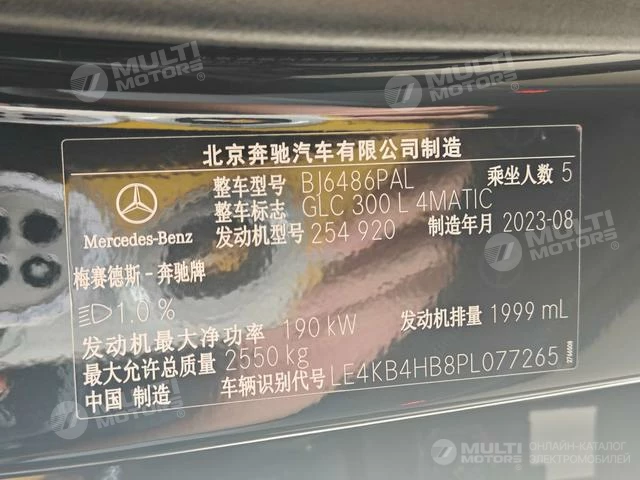 MULTI MOTORS
MULTI MOTORS
北京奔驰汽车有限公司制造
整车型号 BJ6486PAL 乘坐人数 5
整车标志 GLC 300 L 4MATIC
发动机型号 254 920 制造年月 2023-08
Mercedes-Benz
梅赛德斯-奔驰牌
1.0 %
发动机最大净功率 190 kW 发动机排量 1999 mL
最大允许总质量 2550 kg
中国 制造 车辆识别代号 LE4KB4HB8PL077265
MULTI MOTORS
MULTI MOTORS
MULTI MOTORS
ОНЛАЙН-КАТАЛОГ
ЭЛЕКТРОМОБИЛЕЙ